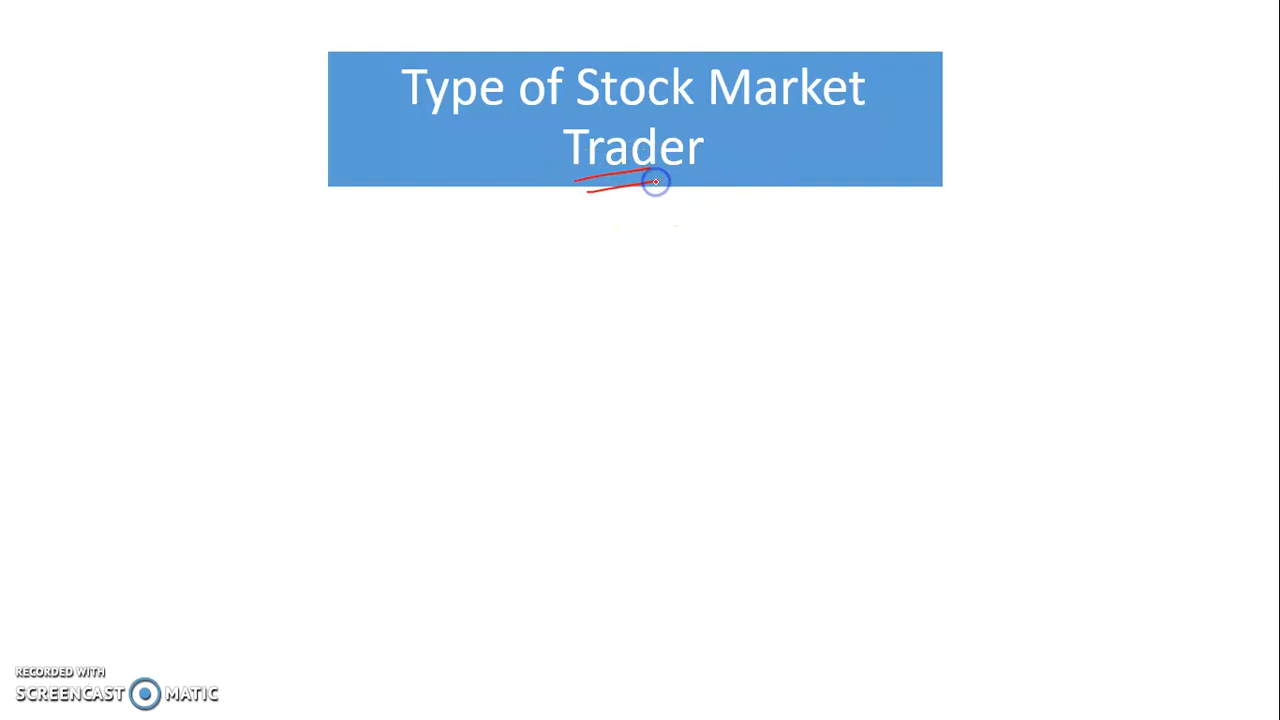 Type of Stock Market
Trader
RECORDED WITH
SCREENCAST MATIC